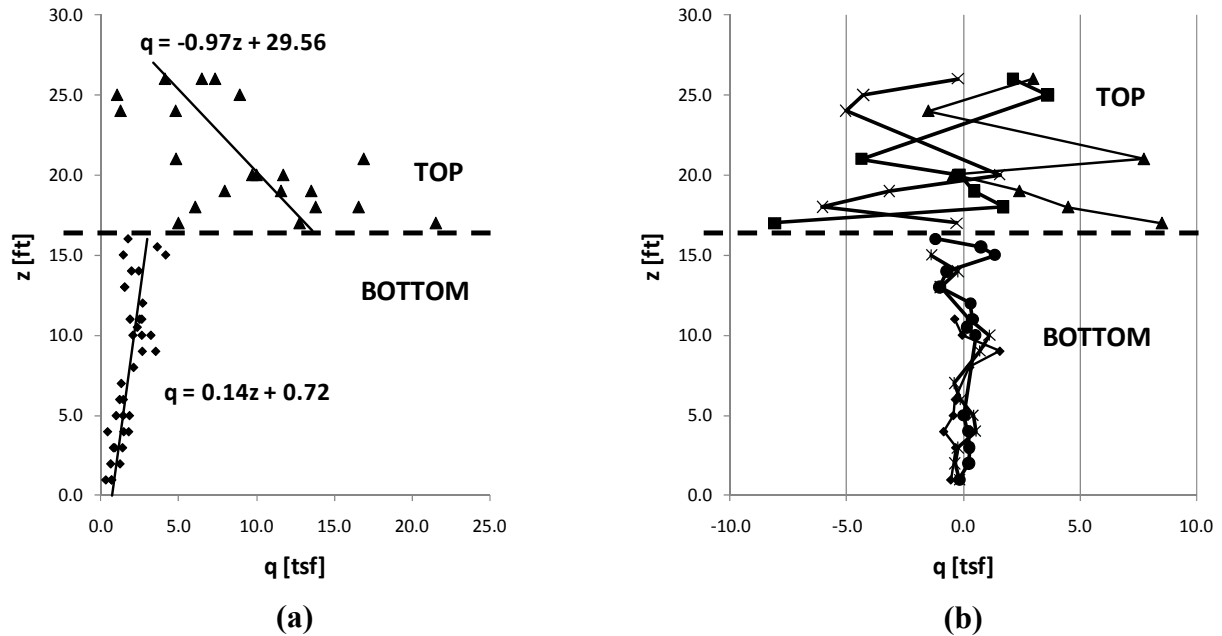 30.0
25.0
20.0
15.0
10.0
5.0
0.0
z [ft]
q = -0.97z + 29.56
TOP
BOTTOM
q = 0.14z + 0.72
0.0 5.0 10.0 15.0 20.0 25.0
q [tsf]
(a)
30.0
25.0
20.0
15.0
10.0
5.0
0.0
z [ft]
TOP
BOTTOM
-10.0 -5.0 0.0 5.0 10.0
q [tsf]
(b)